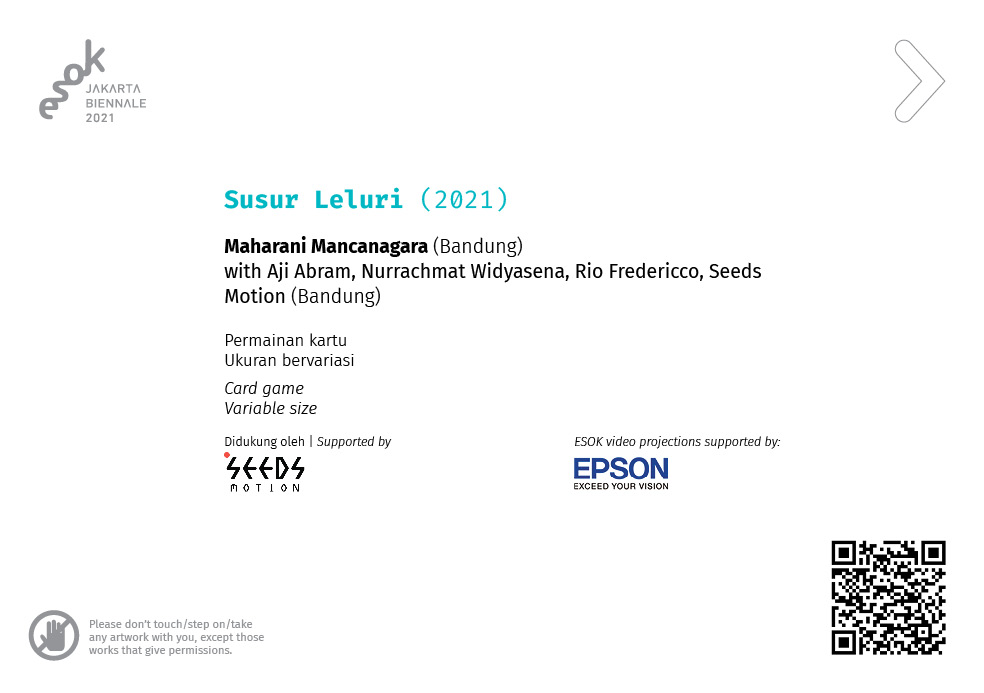 esok
JAKARTA
BIENNALE
2021
Susur Leluri (2021)
Maharani Mancanagara (Bandung)
with Aji Abram, Nurrachmat Widyasena, Rio Fredericco, Seeds
Motion (Bandung)
Permainan kartu
Ukuran bervariasi
Card game
Variable size
Didukung oleh | Supported by
SEEDS
MOTION
ESOK video projections supported by:
EPSON
EXCEED YOUR VISION
Please don't touch/step on/take
any artwork with you, except those
works that give permissions.